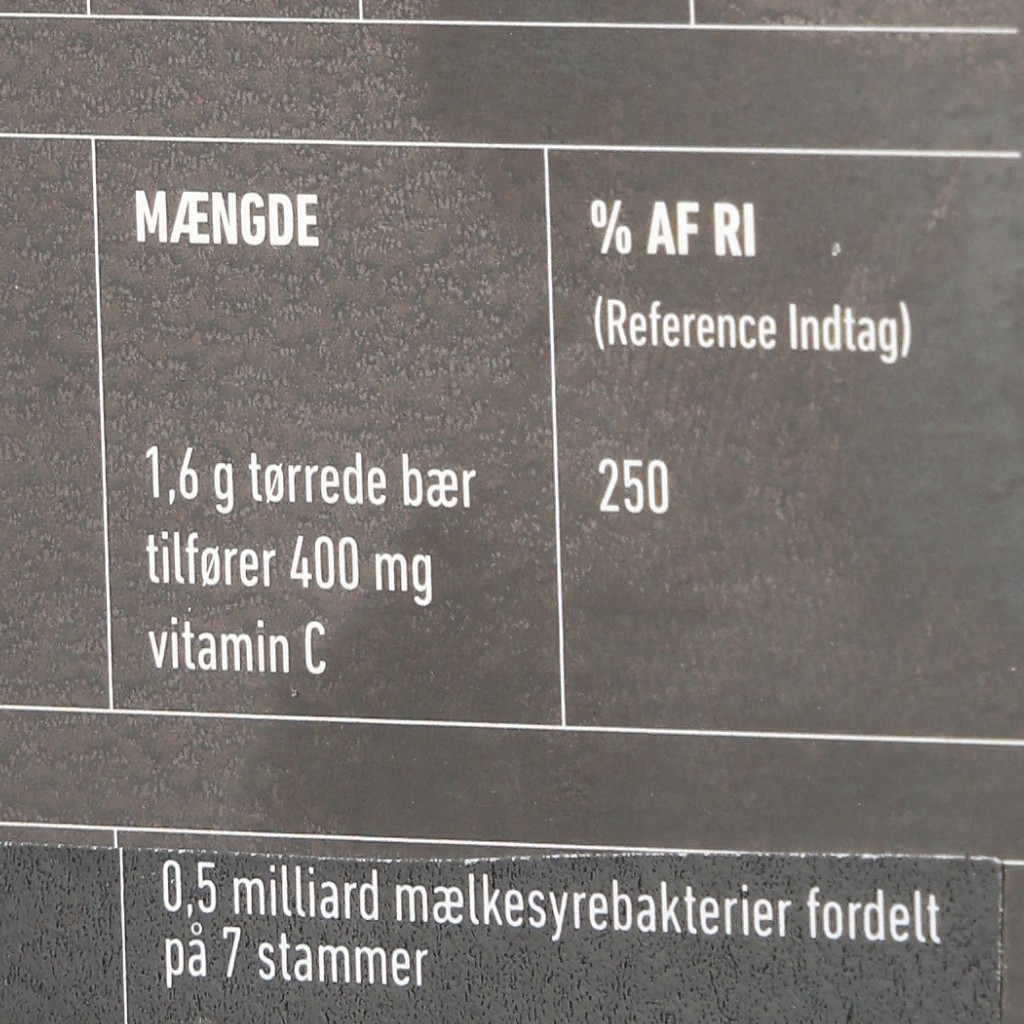 MÆNGDE
% AF RI
(Reference Indtag)
1,6 g tørrede bær
tilfører 400 mg
vitamin C
250
0,5 milliard mælkesyrebakterier fordelt
på 7 stammer